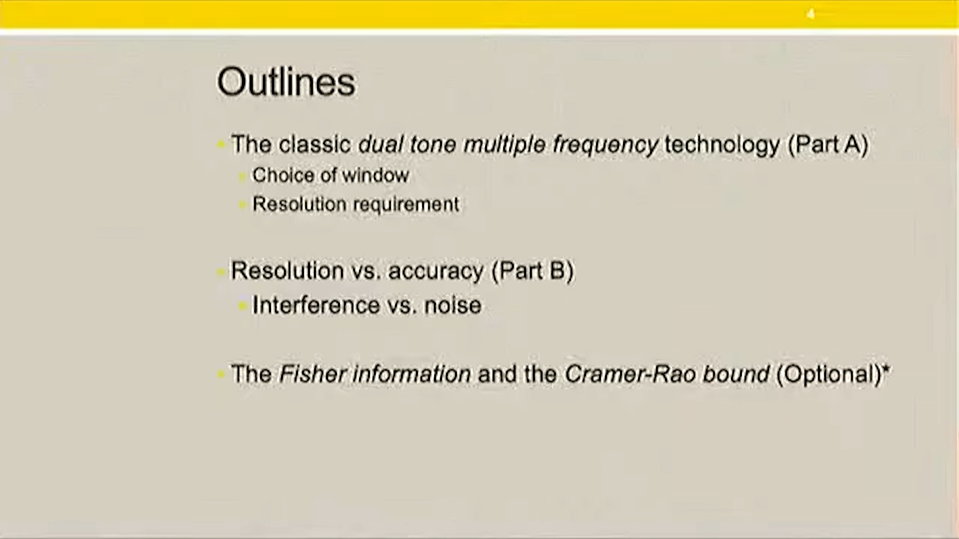 4
Outlines
The classic dual tone multiple frequency technology (Part A)
Choice of window
Resolution requirement
Resolution vs. accuracy (Part B)
Interference vs. noise
The Fisher information and the Cramer-Rao bound (Optional)*